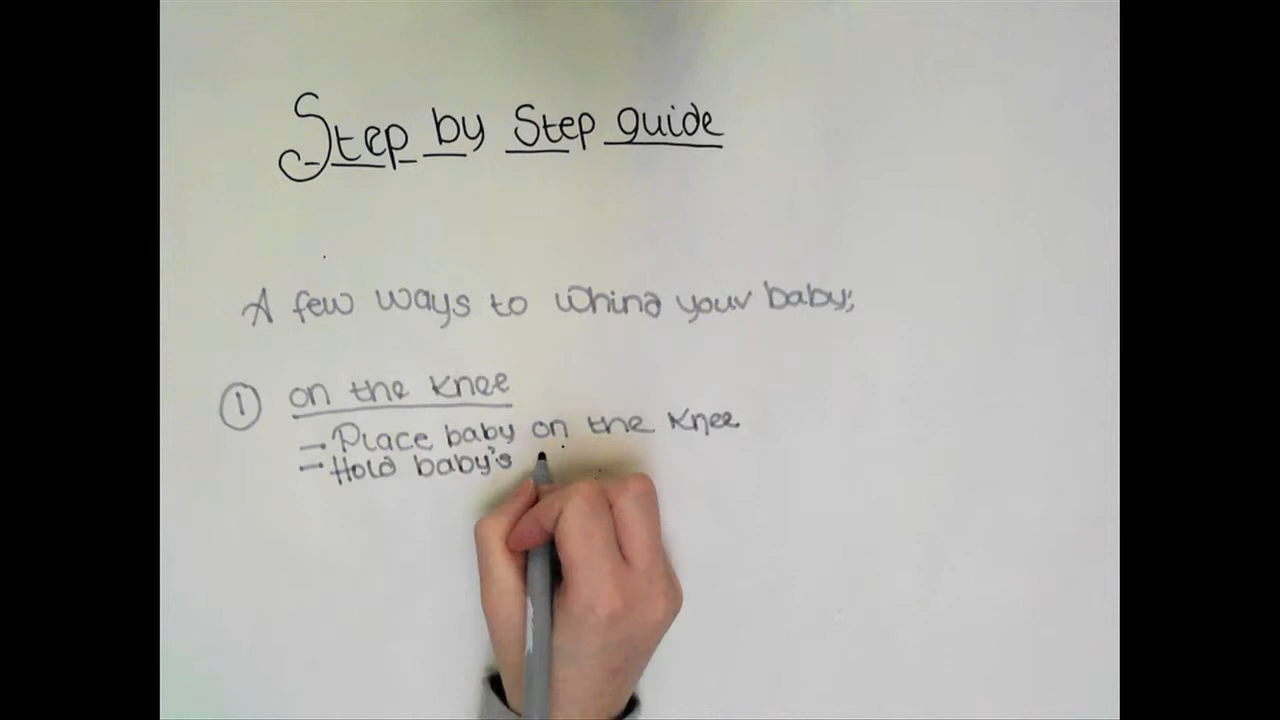 Step by Step guide
A few ways to whind your baby;
① on the knee
- Place baby on the knee
- Hold baby's